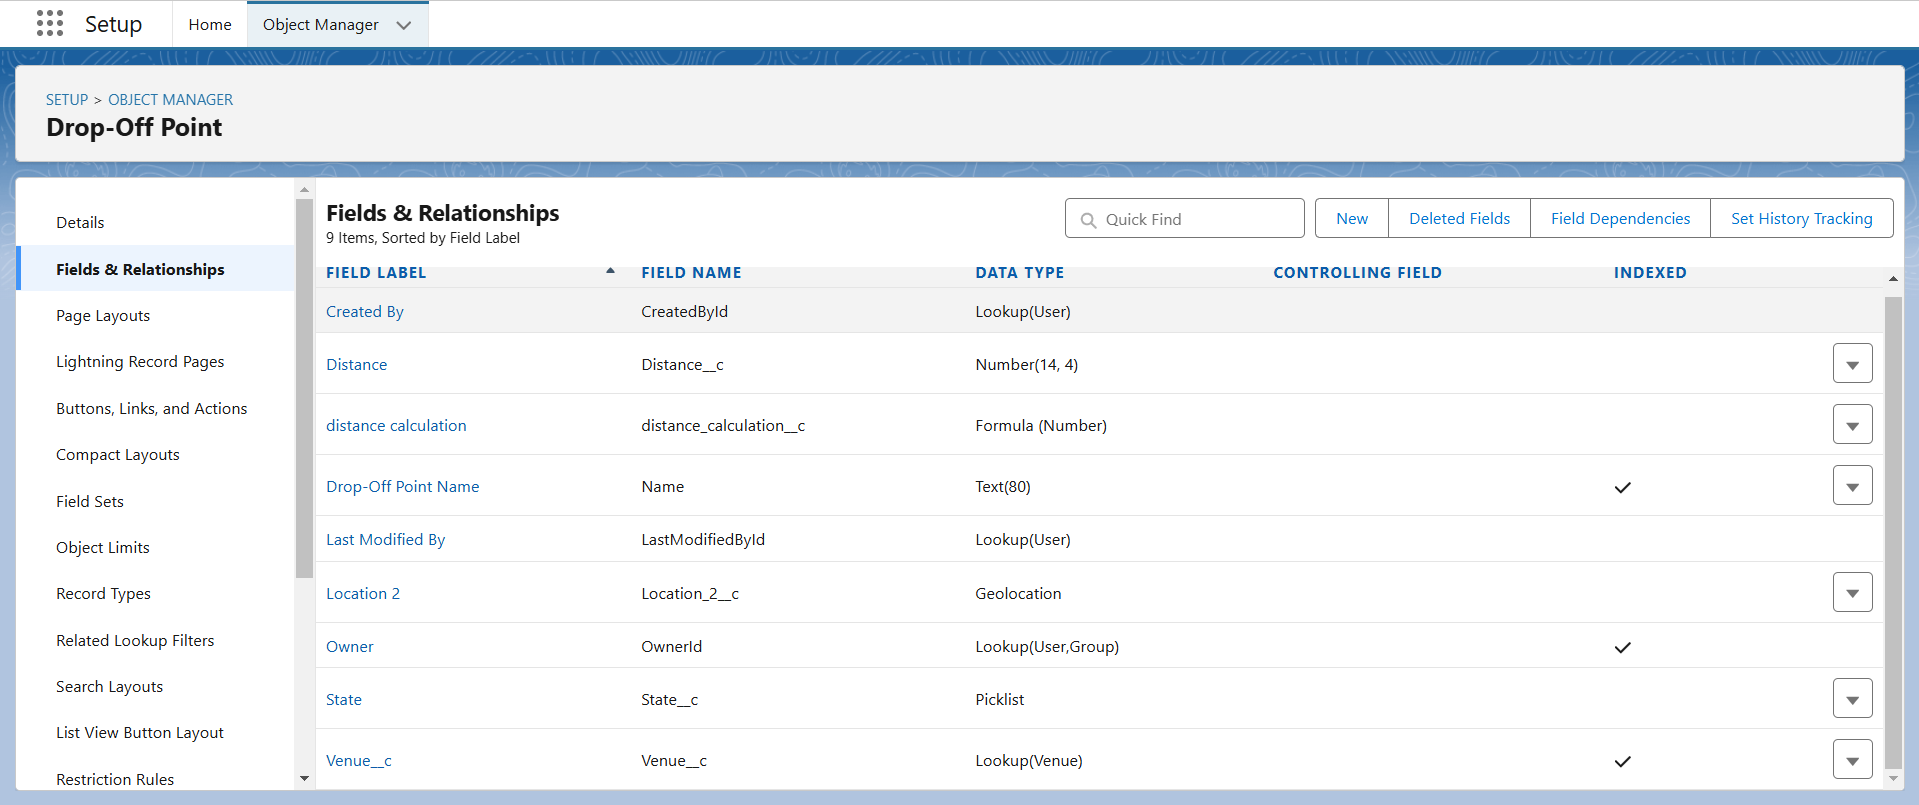 Setup
Home
Object Manager
SETUP > OBJECT MANAGER
Drop-Off Point
Details
Fields & Relationships
Page Layouts
Lightning Record Pages
Buttons, Links, and Actions
Compact Layouts
Field Sets
Object Limits
Record Types
Related Lookup Filters
Search Layouts
List View Button Layout
Restriction Rules
Fields & Relationships
9 Items, Sorted by Field Label
Quick Find
New
Deleted Fields
Field Dependencies
Set History Tracking
FIELD LABEL FIELD NAME DATA TYPE CONTROLLING FIELD INDEXED
Created By CreatedById Lookup(User)
Distance Distance__c Number(14, 4)
distance calculation distance_calculation__c Formula (Number)
Drop-Off Point Name Name Text(80)
Last Modified By LastModifiedById Lookup(User)
Location 2 Location_2__c Geolocation
Owner OwnerId Lookup(User,Group)
State State__c Picklist
Venue__c Venue__c Lookup(Venue)